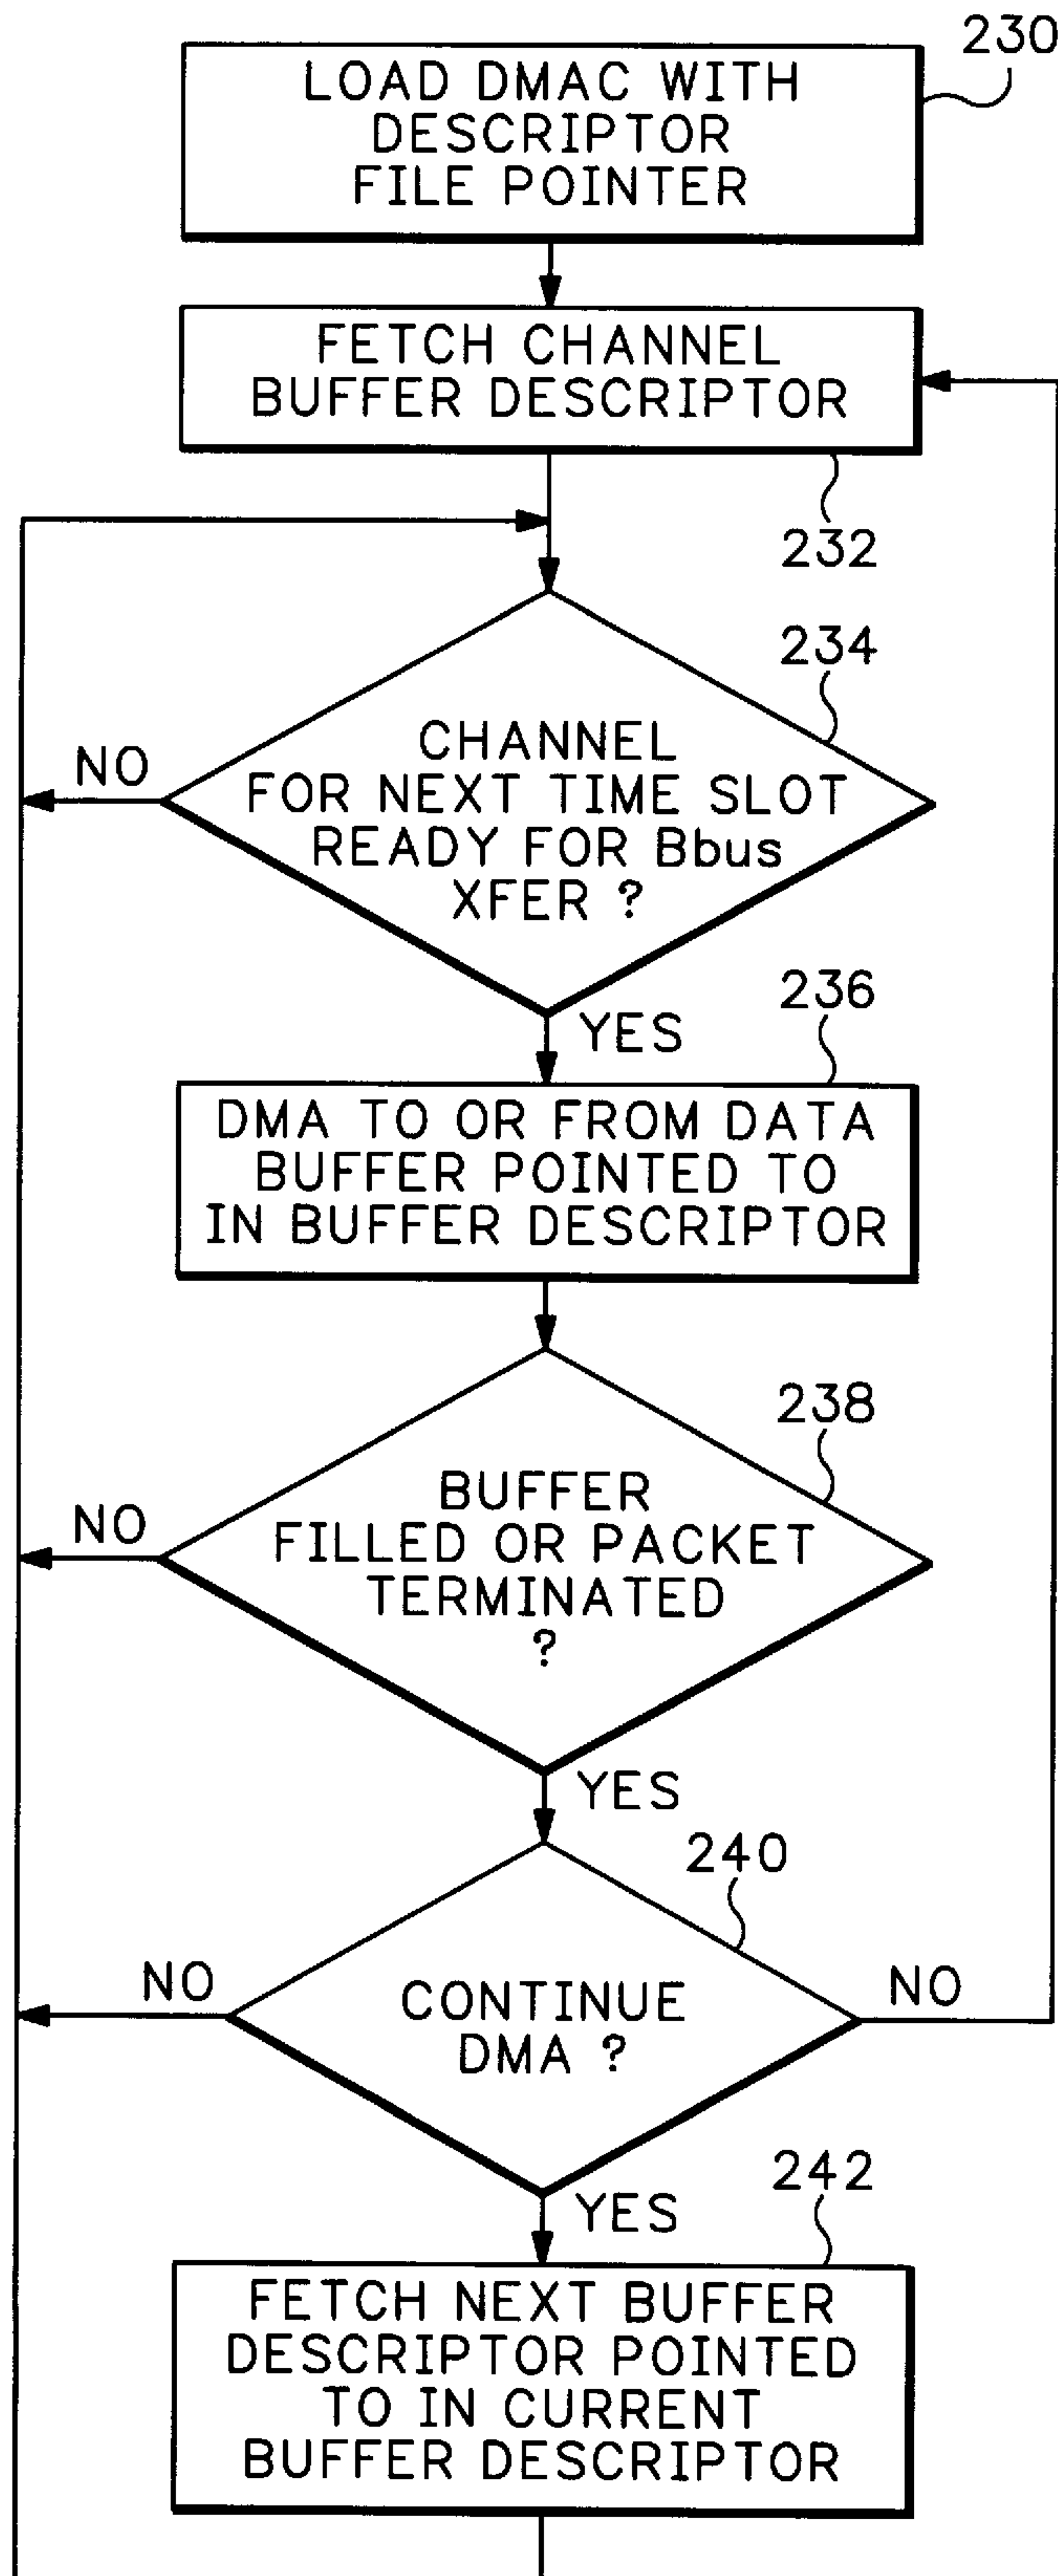 230
LOAD DMAC WITH
DESCRIPTOR
FILE POINTER
FETCH CHANNEL
BUFFER DESCRIPTOR
232
234
CHANNEL
FOR NEXT TIME SLOT
READY FOR Bbus
XFER ?
NO
YES
236
DMA TO OR FROM DATA
BUFFER POINTED TO
IN BUFFER DESCRIPTOR
238
BUFFER
FILLED OR PACKET
TERMINATED
?
NO
YES
240
NO
CONTINUE
DMA ?
NO
YES
242
FETCH NEXT BUFFER
DESCRIPTOR POINTED
TO IN CURRENT
BUFFER DESCRIPTOR